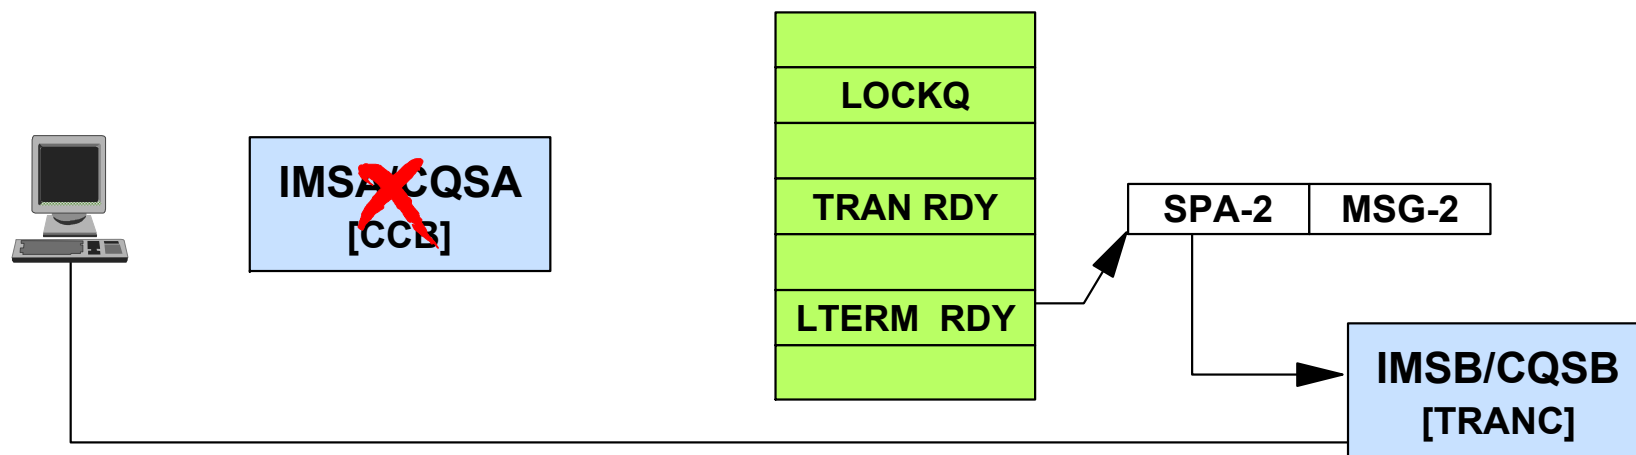 IMSA/CQSA
[CCB]
LOCKQ
TRAN RDY
LTERM RDY
SPA-2
MSG-2
IMSB/CQSB
[TRANC]